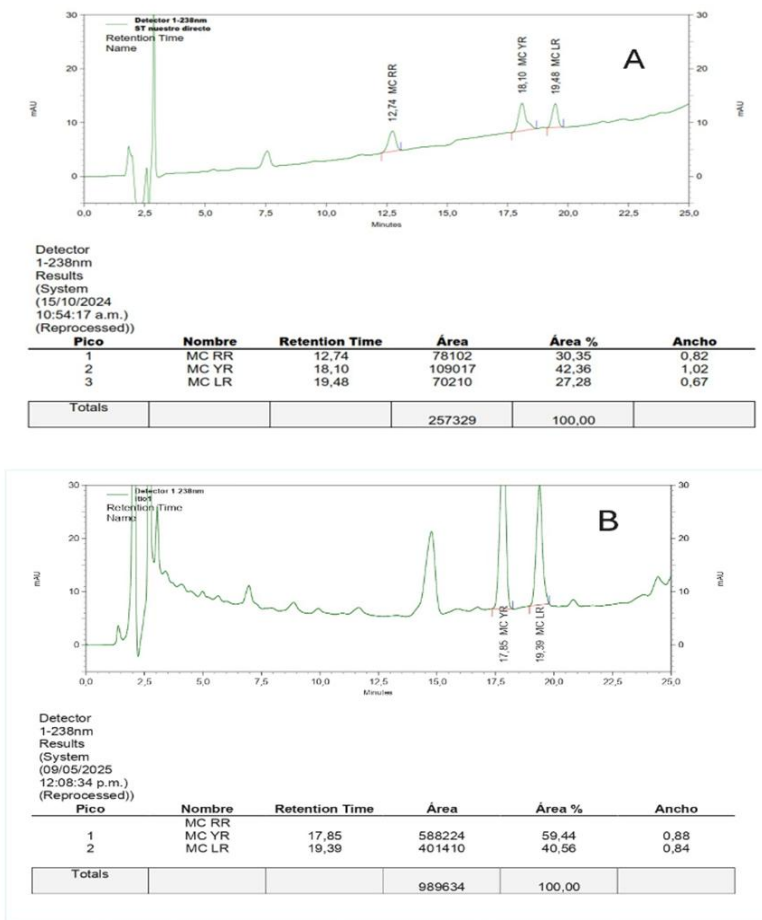 Detector 1-238nm
ST muestro directo
Retention Time
Name
A
30
20
10
0
mAU
12,74 MC RR
18,10 MC YR
19,48 MC LR
30
20
10
0
mAU
0,0 2,5 5,0 7,5 10,0 12,5 15,0 17,5 20,0 22,5 25,0
Minutes
Detector
1-238nm
Results
(System
(15/10/2024
10:54:17 a.m.)
(Reprocessed))
Pico Nombre Retention Time Área Área % Ancho
1 MC RR 12,74 78102 30,35 0,82
2 MC YR 18,10 109017 42,36 1,02
3 MC LR 19,48 70210 27,28 0,67
Totals 257329 100,00
Detector 1 238nm
Retention Time
Name
B
30
20
10
0
mAU
17,85 MC YR
19,39 MC LR
30
20
10
0
mAU
0,0 2,5 5,0 7,5 10,0 12,5 15,0 17,5 20,0 22,5 25,0
Minutes
Detector
1-238nm
Results
(System
(09/05/2025
12:08:34 p.m.)
(Reprocessed))
Pico Nombre Retention Time Área Área % Ancho
MC RR
1 MC YR 17,85 588224 59,44 0,88
2 MC LR 19,39 401410 40,56 0,84
Totals 989634 100,00